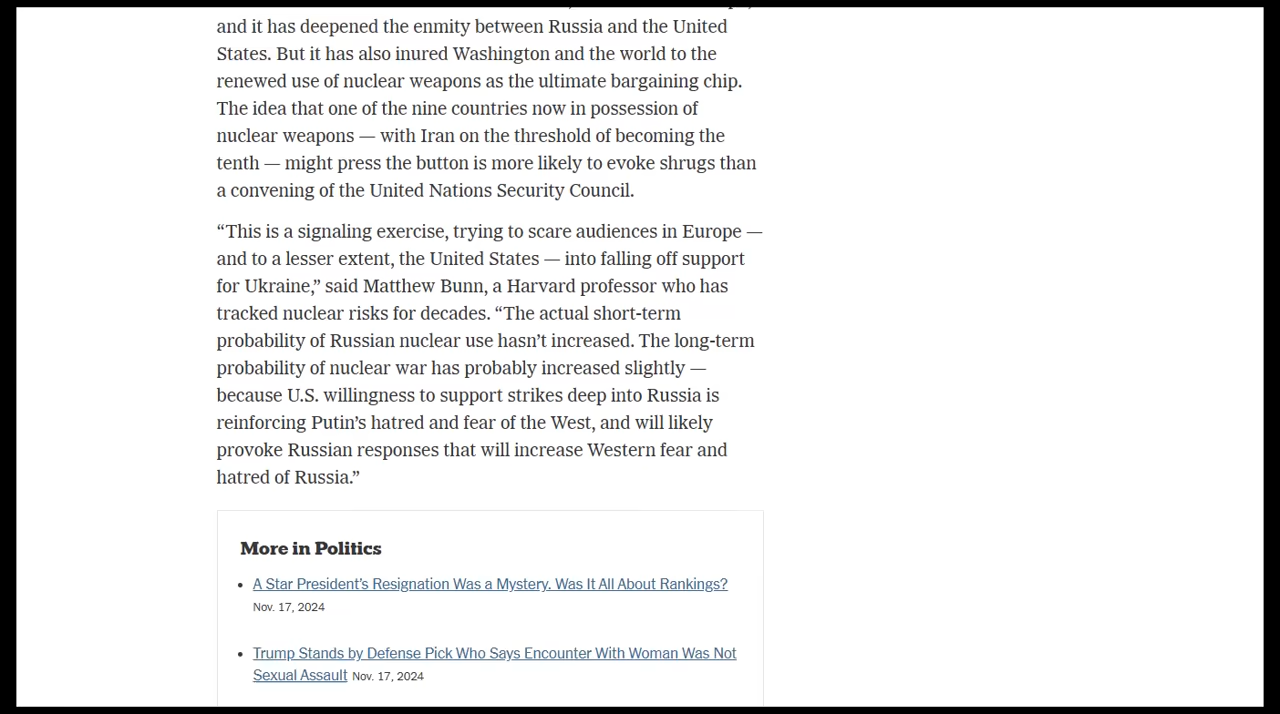 and it has deepened the enmity between Russia and the United
States. But it has also inured Washington and the world to the
renewed use of nuclear weapons as the ultimate bargaining chip.
The idea that one of the nine countries now in possession of
nuclear weapons — with Iran on the threshold of becoming the
tenth — might press the button is more likely to evoke shrugs than
a convening of the United Nations Security Council.
“This is a signaling exercise, trying to scare audiences in Europe —
and to a lesser extent, the United States — into falling off support
for Ukraine,” said Matthew Bunn, a Harvard professor who has
tracked nuclear risks for decades. “The actual short-term
probability of Russian nuclear use hasn’t increased. The long-term
probability of nuclear war has probably increased slightly —
because U.S. willingness to support strikes deep into Russia is
reinforcing Putin’s hatred and fear of the West, and will likely
provoke Russian responses that will increase Western fear and
hatred of Russia.”
More in Politics
• A Star President’s Resignation Was a Mystery. Was It All About Rankings?
Nov. 17, 2024
• Trump Stands by Defense Pick Who Says Encounter With Woman Was Not
Sexual Assault Nov. 17, 2024